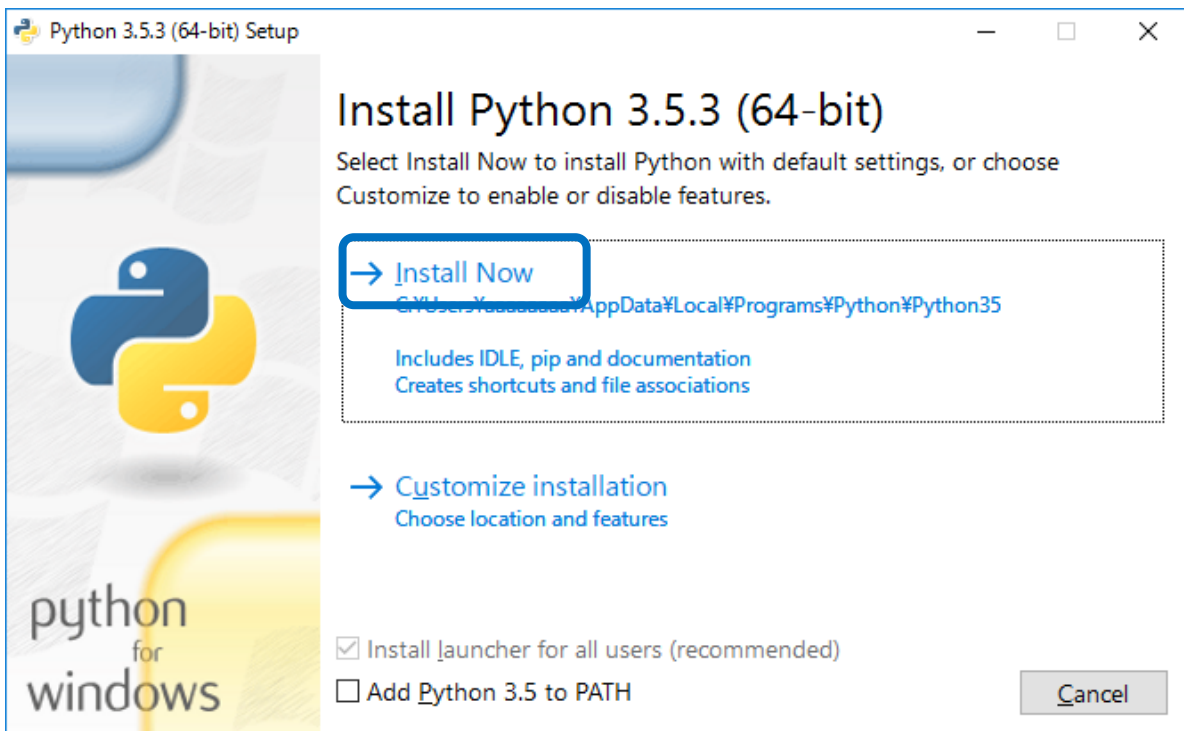 Python 3.5.3 (64-bit) Setup
Install Python 3.5.3 (64-bit)
Select Install Now to install Python with default settings, or choose
Customize to enable or disable features.
Install Now
C:¥Users¥aaaaaaaa¥AppData¥Local¥Programs¥Python¥Python35
Includes IDLE, pip and documentation
Creates shortcuts and file associations
Customize installation
Choose location and features
python
for
windows
Install launcher for all users (recommended)
Add Python 3.5 to PATH
Cancel